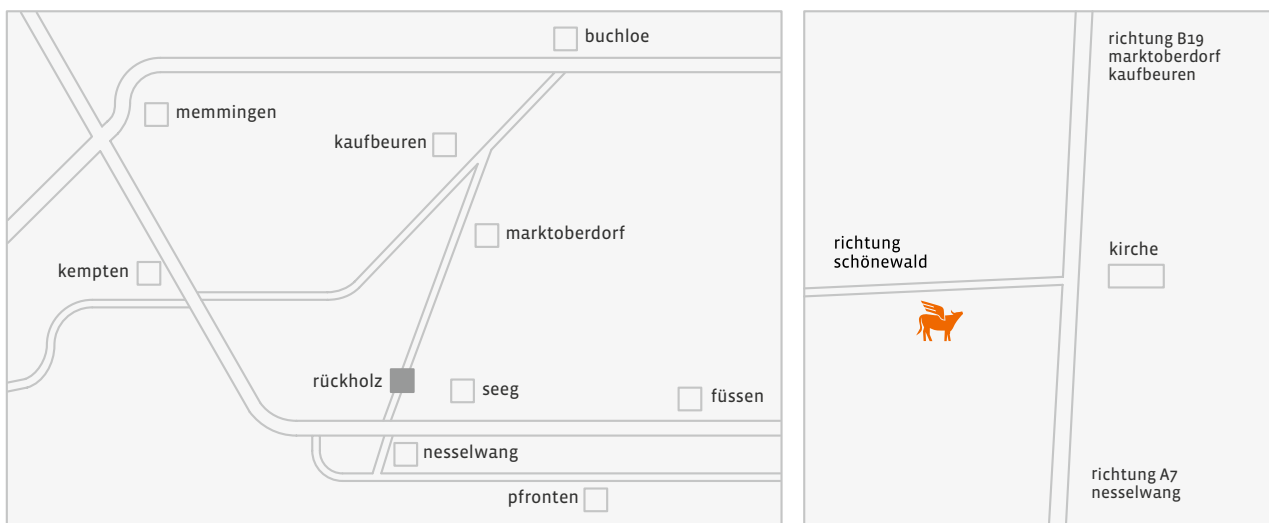 buchloe
memmingen
kaufbeuren
marktoberdorf
kempten
rückholz
seeg
füssen
nesselwang
pfronten
richtung B19
marktoberdorf
kaufbeuren
richtung
schönewald
kirche
richtung A7
nesselwang